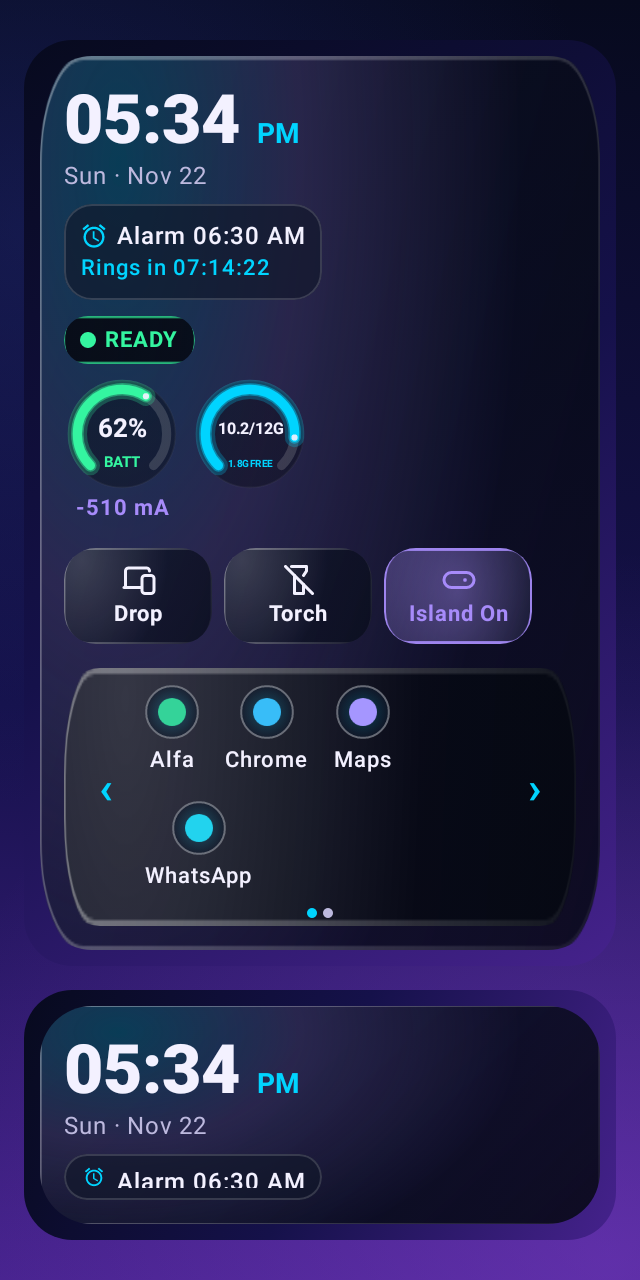 05:34 PM
Sun · Nov 22
Alarm 06:30 AM
Rings in 07:14:22
READY
62%
BATT
10.2/12G
1.8GFREE
-510 mA
Drop
Torch
Island On
Alfa
Chrome
Maps
‹
›
WhatsApp
05:34 PM
Sun · Nov 22
Alarm 06:30 AM